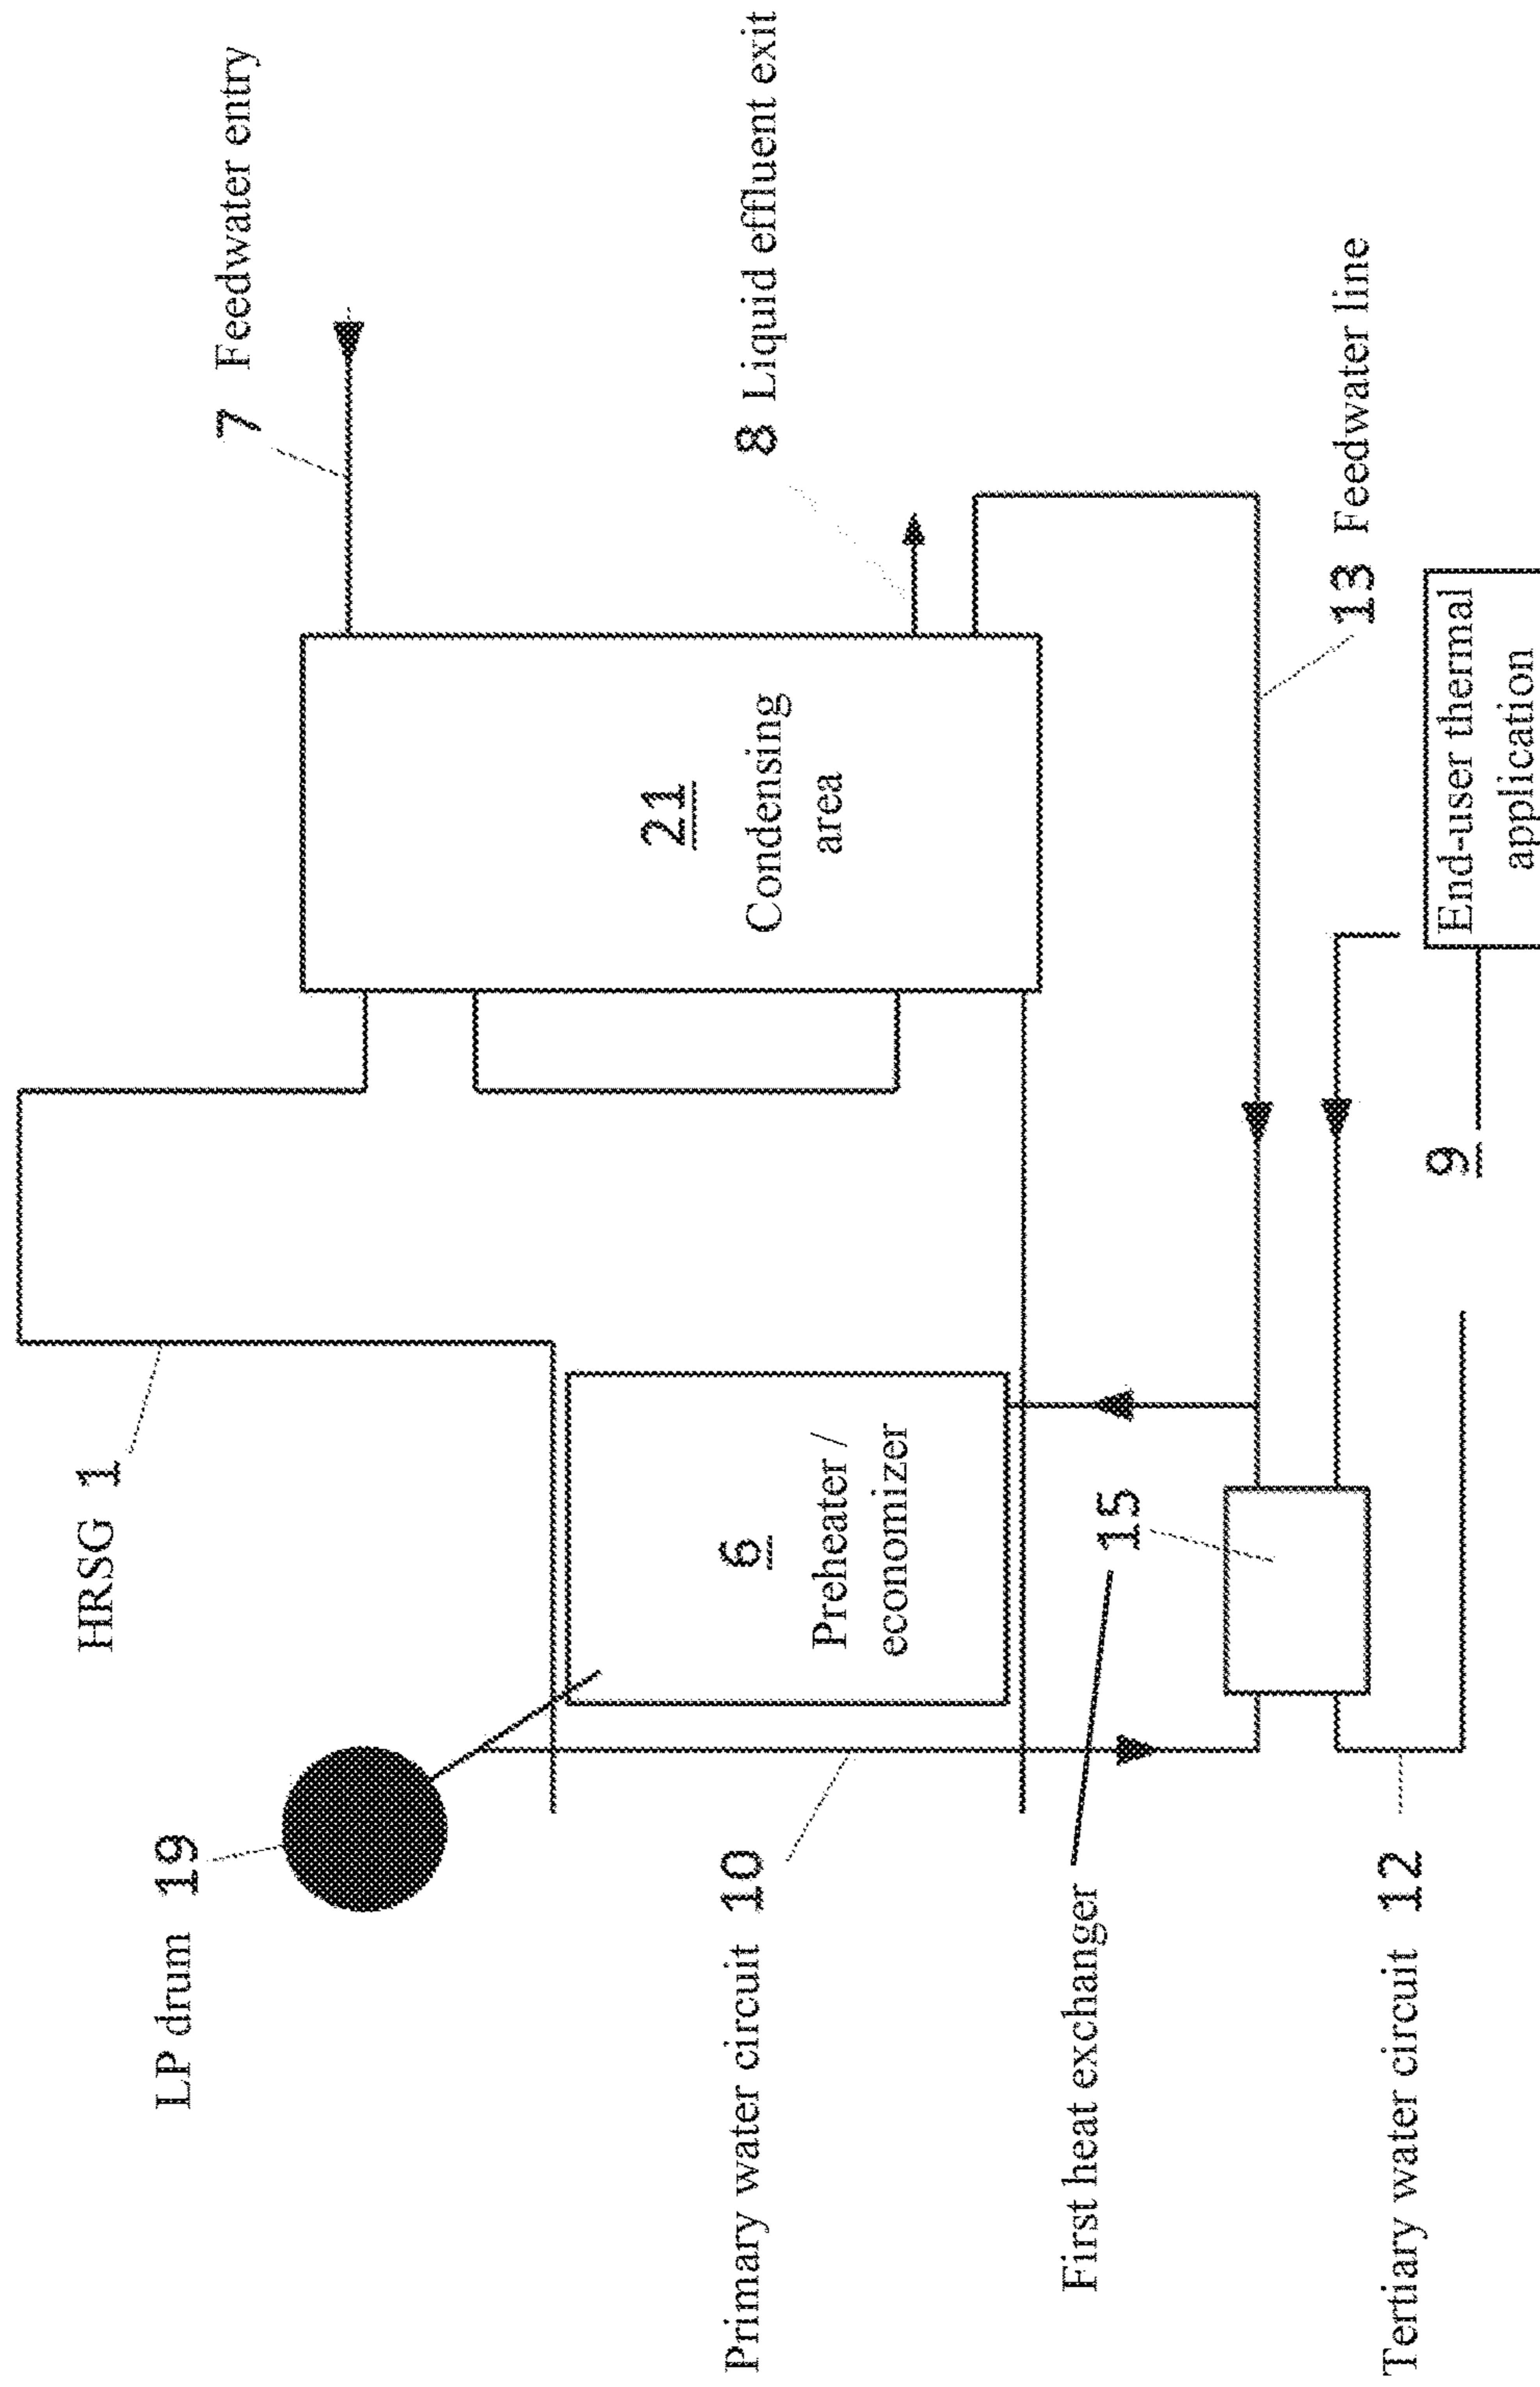 HRSG 1
LP drum 19
7 Feedwater entry
21
Condensing
area
6
Preheater /
economizer
Primary water circuit 10
8 Liquid effluent exit
First heat exchanger
15
13 Feedwater line
Tertiary water circuit 12
9
End-user thermal
application